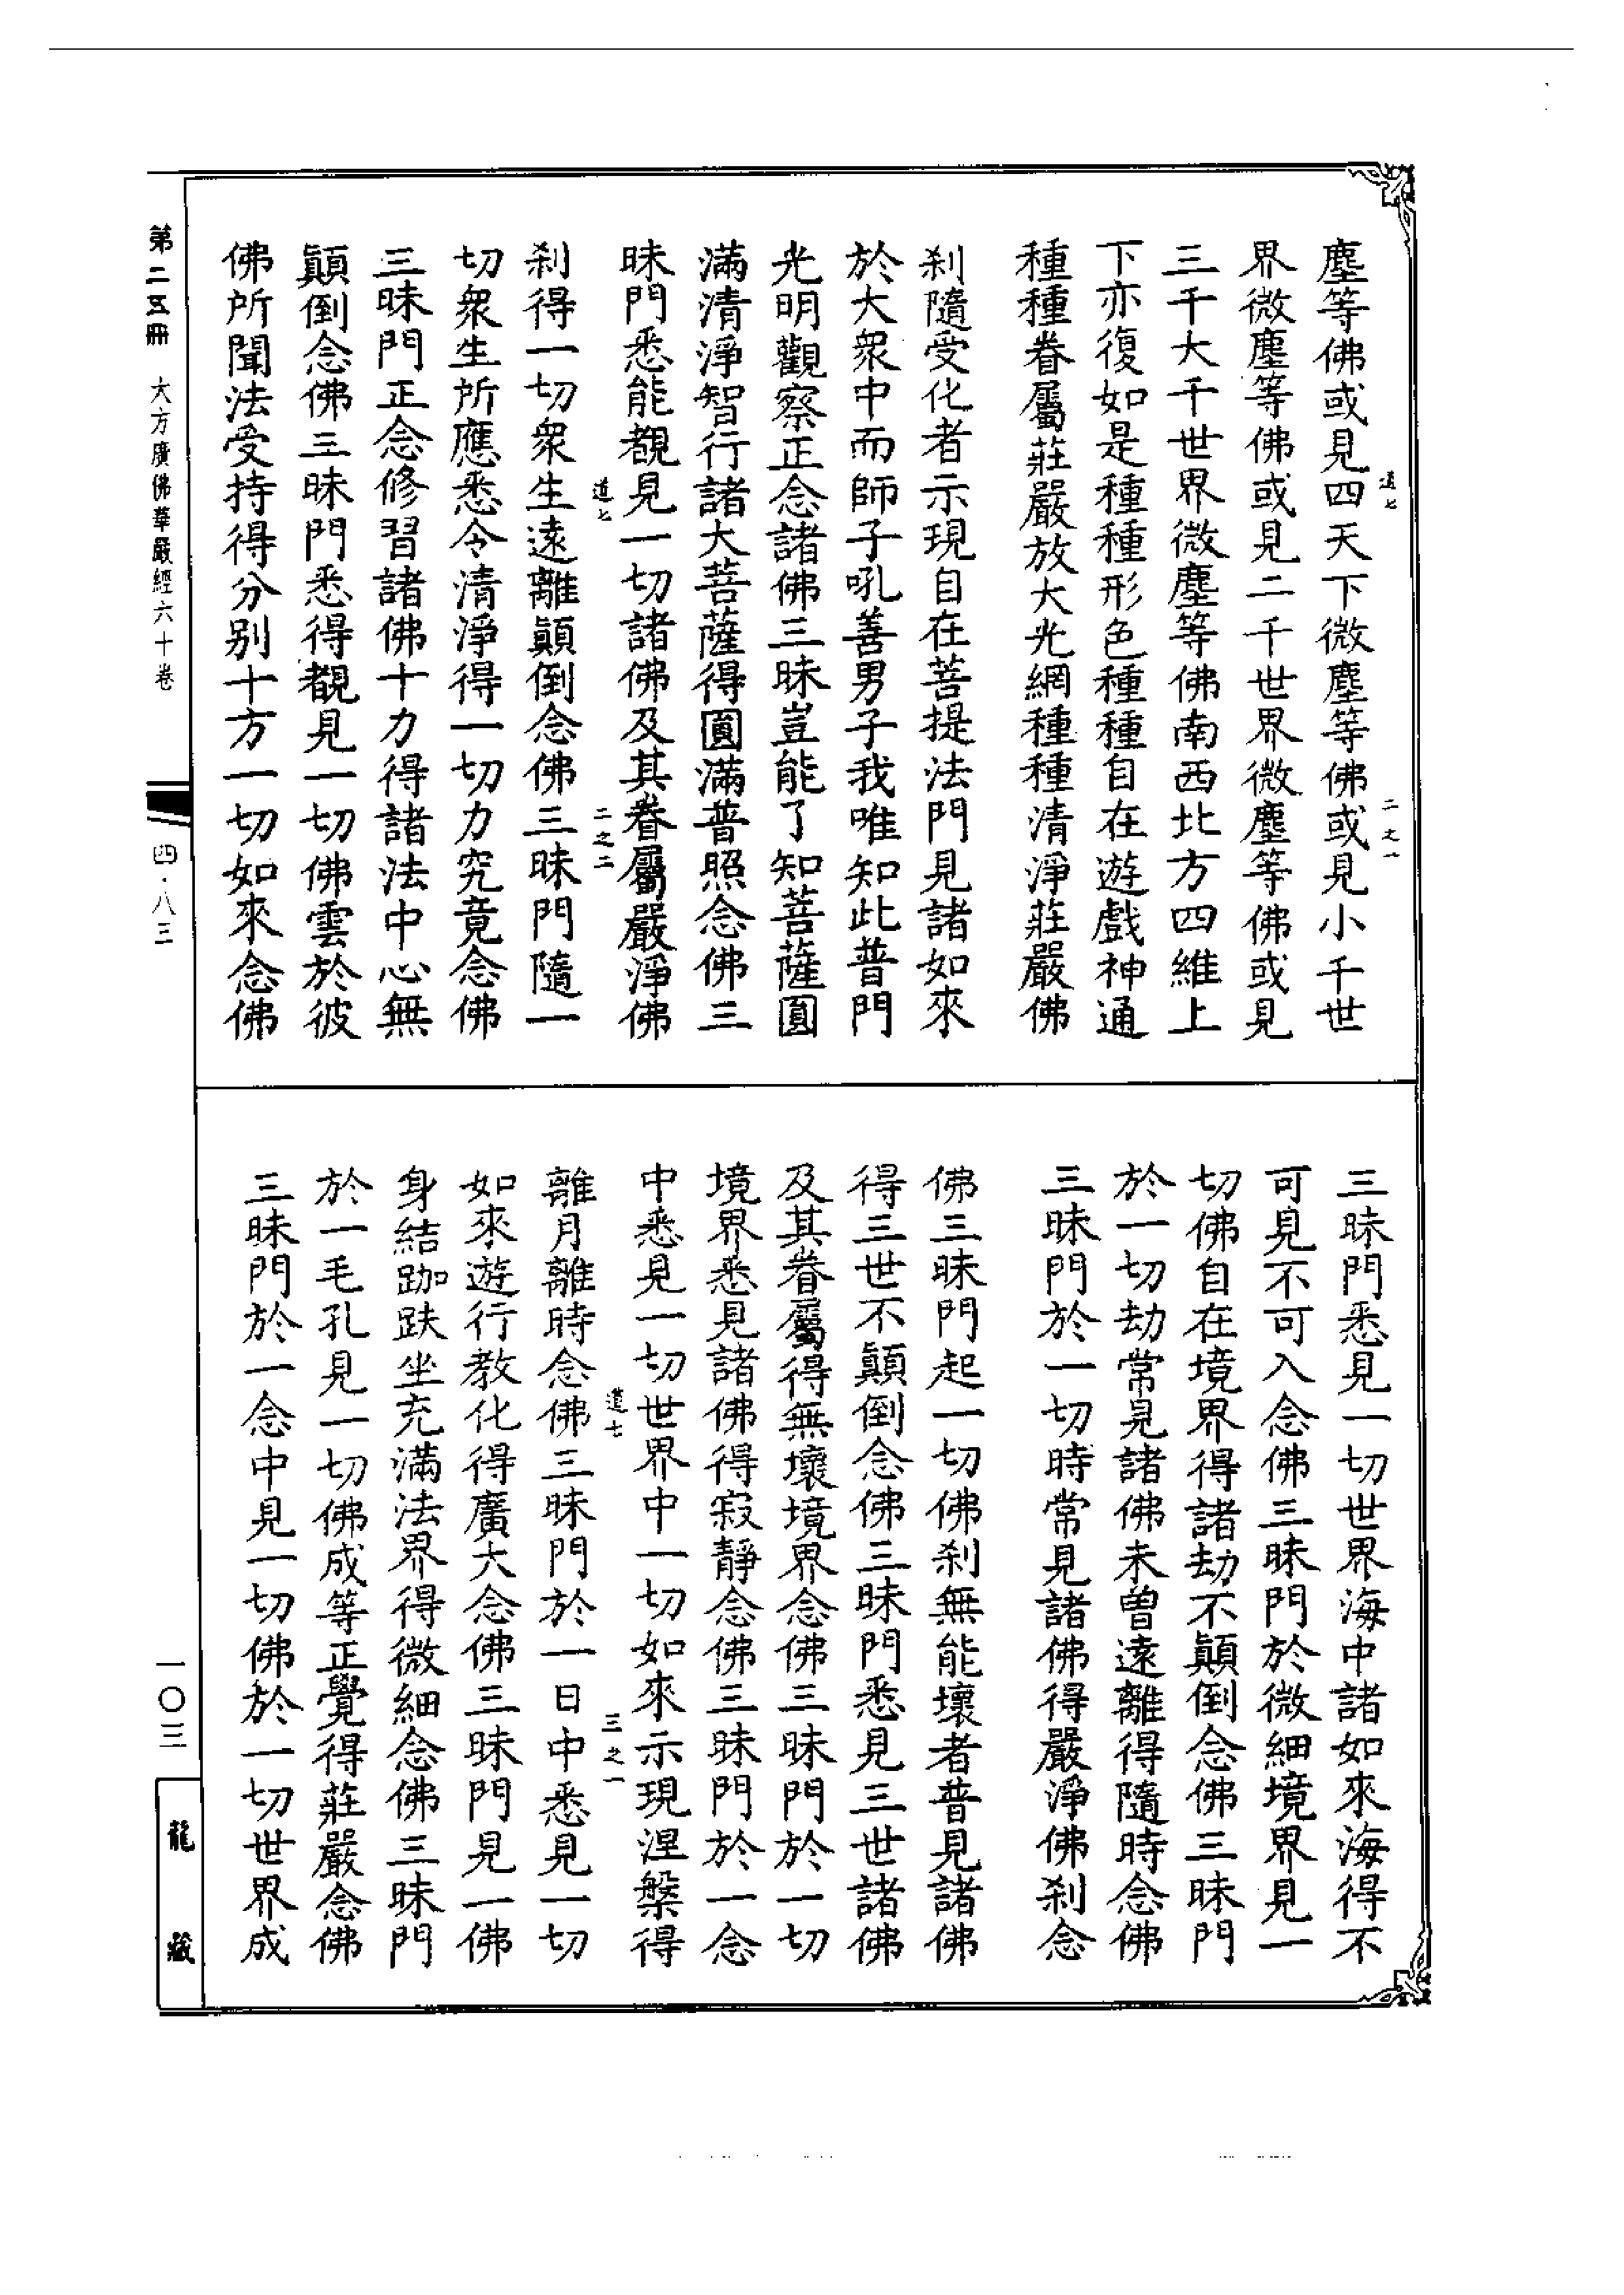 塵等佛或見四天下微塵等佛或見小千世
道七
二之一
界微塵等佛或見二千世界微塵等佛或見
三千大千世界微塵等佛南西北方四維上
下亦復如是種種形色種種自在遊戲神通
種種眷屬莊嚴放大光網種種清淨莊嚴佛
刹隨受化者示現自在菩提法門見諸如來
於大衆中而師子吼善男子我唯知此普門
光明觀察正念諸佛三昧豈能了知菩薩圓
滿清淨智行諸大菩薩得圓滿普照念佛三
昧門悉能覩見一切諸佛及其眷屬嚴淨佛
道七
二之二
刹得一切衆生遠離顚倒念佛三昧門隨一
切衆生所應悉令清淨得一切力究竟念佛
三昧門正念修習諸佛十力得諸法中心無
顚倒念佛三昧門悉得覩見一切佛雲於彼
佛所聞法受持得分别十方一切如來念佛
三昧門悉見一切世界海中諸如來海得不
可見不可入念佛三昧門於微細境界見一
切佛自在境界得諸劫不顚倒念佛三昧門
於一切劫常見諸佛未曽遠離得隨時念佛
三昧門於一切時常見諸佛得嚴淨佛刹念
佛三昧門起一切佛刹無能壞者普見諸佛
得三世不顚倒念佛三昧門悉見三世諸佛
及其眷屬得無壞境界念佛三昧門於一切
境界悉見諸佛得寂靜念佛三昧門於一念
中悉見一切世界中一切如來示現涅槃得
道七
三之一
離月離時念佛三昧門於一日中悉見一切
如來遊行教化得廣大念佛三昧門見一佛
身結跏趺坐充滿法界得微細念佛三昧門
於一毛孔見一切佛成等正覺得莊嚴念佛
三昧門於一念中見一切佛於一切世界成
第二五冊 大方廣佛華嚴經六十卷 四·八三
一〇三
龍藏